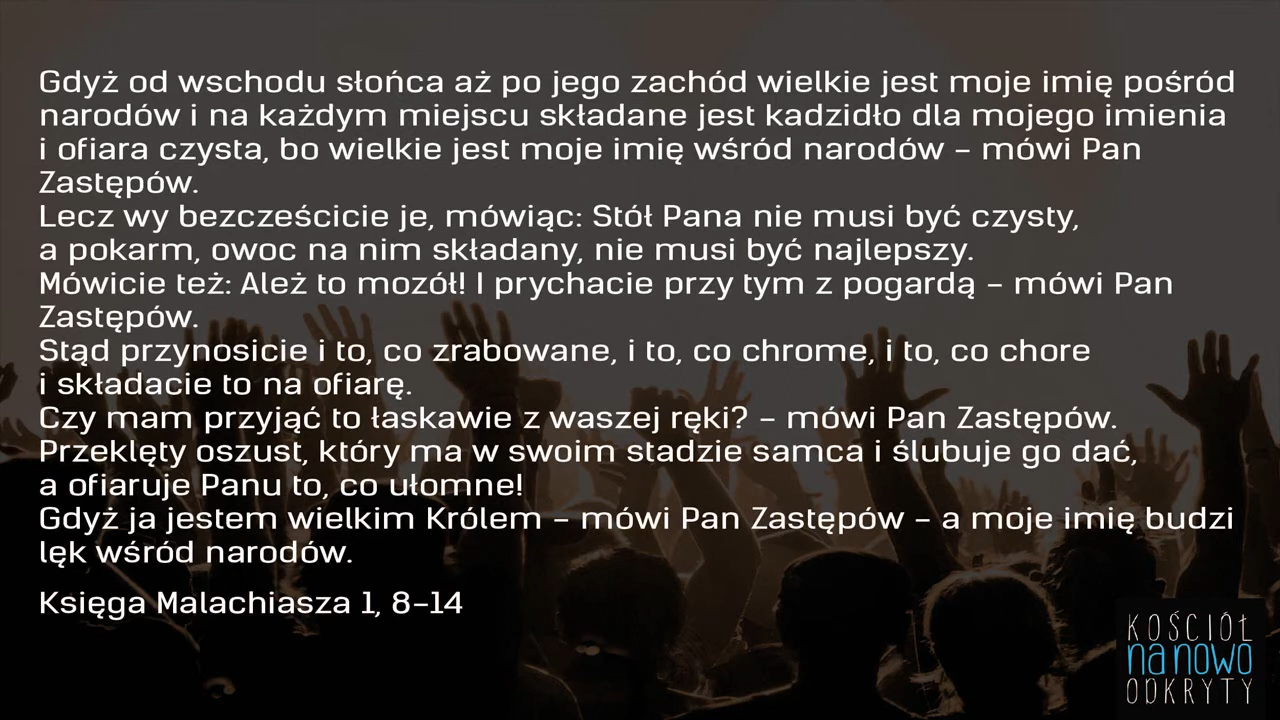 Gdyż od wschodu słońca aż po jego zachód wielkie jest moje imię pośród
narodów i na każdym miejscu składane jest kadzidło dla mojego imienia
i ofiara czysta, bo wielkie jest moje imię wśród narodów – mówi Pan
Zastępów.
Lecz wy bezcześcicie je, mówiąc: Stół Pana nie musi być czysty,
a pokarm, owoc na nim składany, nie musi być najlepszy.
Mówicie też: Ależ to mozół! I prychacie przy tym z pogardą – mówi Pan
Zastępów.
Stąd przynosicie i to, co zrabowane, i to, co chrome, i to, co chore
i składacie to na ofiarę.
Czy mam przyjąć to łaskawie z waszej ręki? – mówi Pan Zastępów.
Przeklęty oszust, który ma w swoim stadzie samca i ślubuje go dać,
a ofiaruje Panu to, co ułomne!
Gdyż ja jestem wielkim Królem – mówi Pan Zastępów – a moje imię budzi
lęk wśród narodów.
Księga Malachiasza 1, 8–14
KOŚCIÓŁ
na nowo
ODKRYTY